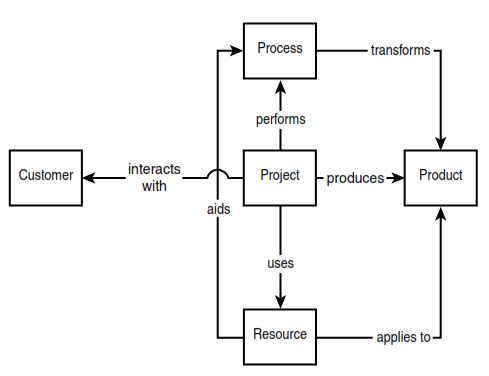 Process
transforms
performs
Customer
interacts
with
Project
produces
Product
aids
uses
Resource
applies to